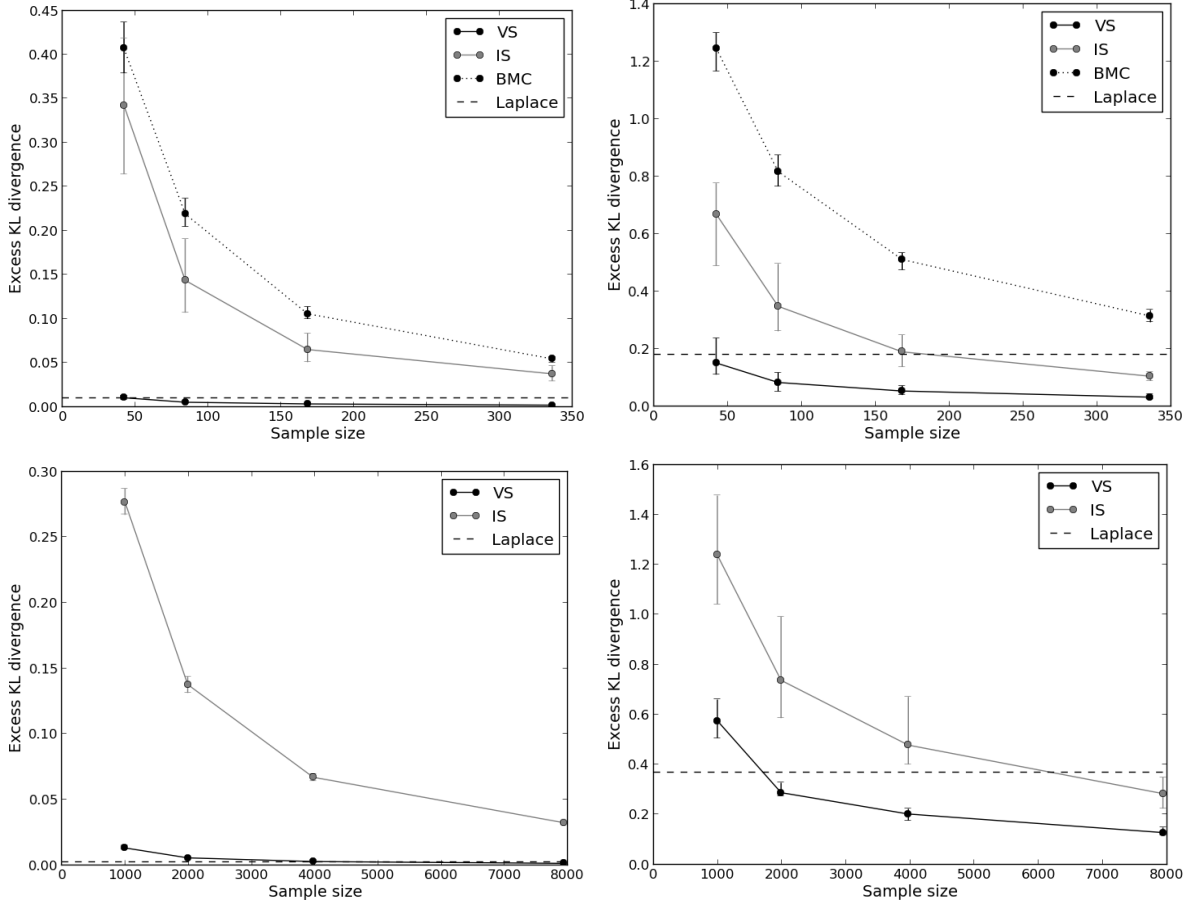 0.45
0.40
0.35
0.30
0.25
0.20
0.15
0.10
0.05
0.00
0 50 100 150 200 250 300 350
Sample size
Excess KL divergence
VS
IS
BMC
Laplace
1.4
1.2
1.0
0.8
0.6
0.4
0.2
0.0
0 50 100 150 200 250 300 350
Sample size
Excess KL divergence
VS
IS
BMC
Laplace
0.30
0.25
0.20
0.15
0.10
0.05
0.00
0 1000 2000 3000 4000 5000 6000 7000 8000
Sample size
Excess KL divergence
VS
IS
Laplace
1.6
1.4
1.2
1.0
0.8
0.6
0.4
0.2
0.0
0 1000 2000 3000 4000 5000 6000 7000 8000
Sample size
Excess KL divergence
VS
IS
Laplace